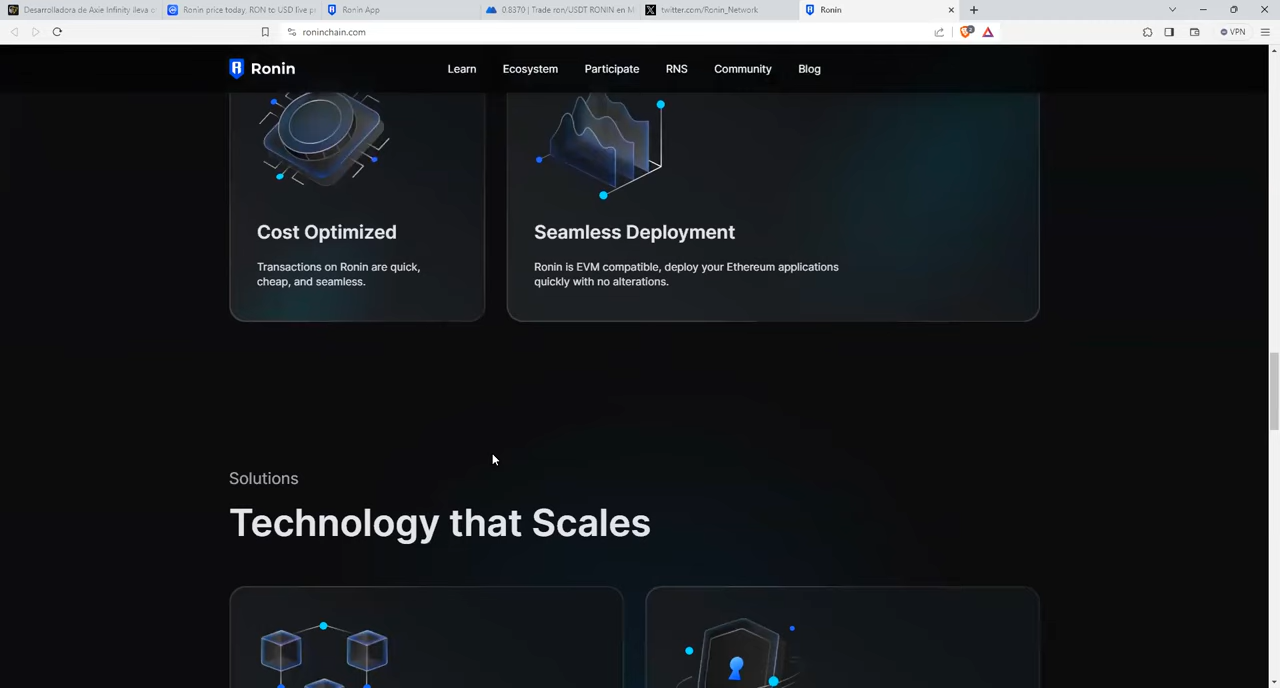 Desarrolladora de Axie Infinity lleva c
Ronin price today, RON to USD live pr
Ronin App
0.8370 | Trade ron/USDT RONIN en M
twitter.com/Ronin_Network
Ronin
roninchain.com
VPN
Ronin
Learn
Ecosystem
Participate
RNS
Community
Blog
Cost Optimized
Transactions on Ronin are quick,
cheap, and seamless.
Seamless Deployment
Ronin is EVM compatible, deploy your Ethereum applications
quickly with no alterations.
Solutions
Technology that Scales